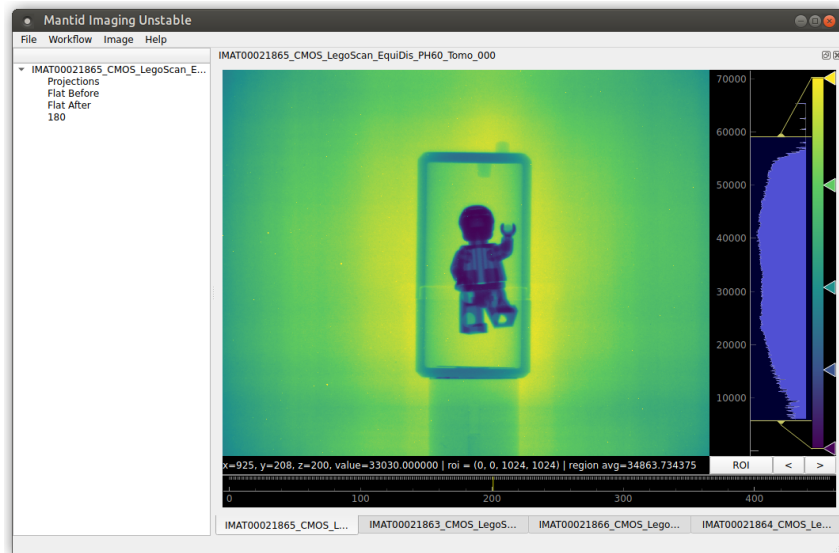 Mantid Imaging Unstable
File Workflow Image Help
IMAT00021865_CMOS_LegoScan_EquiDis_PH60_Tomo_000
IMAT00021865_CMOS_LegoScan_E...
Projections
Flat Before
Flat After
180
70000
60000
50000
40000
30000
20000
10000
x=925, y=208, z=200, value=33030.000000 | roi = (0, 0, 1024, 1024) | region avg=34863.734375
ROI < >
0 100 200 300 400
IMAT00021865_CMOS_L... IMAT00021863_CMOS_LegoS... IMAT00021866_CMOS_Lego... IMAT00021864_CMOS_Le...